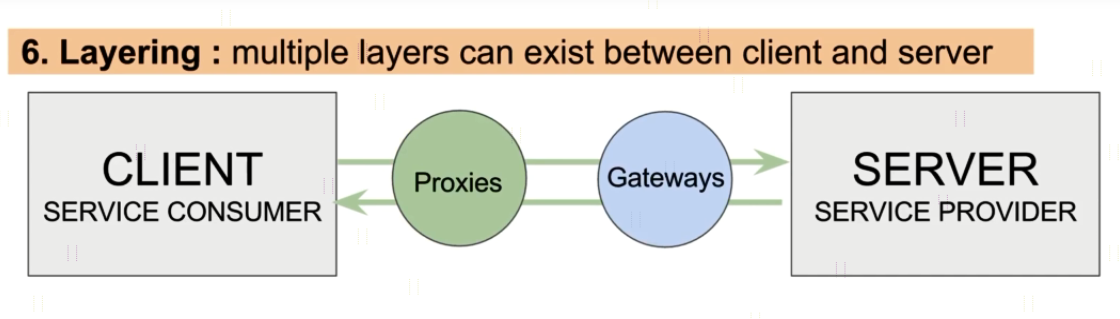 6. Layering : multiple layers can exist between client and server
CLIENT
SERVICE CONSUMER
Proxies
Gateways
SERVER
SERVICE PROVIDER